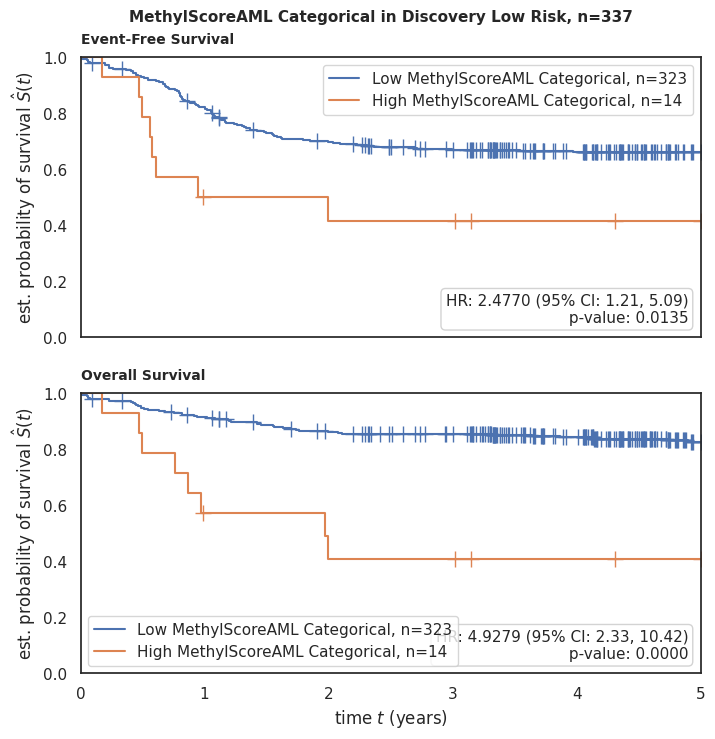 MethylScoreAML Categorical in Discovery Low Risk, n=337
Event-Free Survival
est. probability of survival Ŝ(t)
1.0
0.8
0.6
0.4
0.2
0.0
Low MethylScoreAML Categorical, n=323
High MethylScoreAML Categorical, n=14
HR: 2.4770 (95% CI: 1.21, 5.09)
p-value: 0.0135
Overall Survival
est. probability of survival Ŝ(t)
1.0
0.8
0.6
0.4
0.2
0.0
Low MethylScoreAML Categorical, n=323
High MethylScoreAML Categorical, n=14
HR: 4.9279 (95% CI: 2.33, 10.42)
p-value: 0.0000
0 1 2 3 4 5
time t (years)